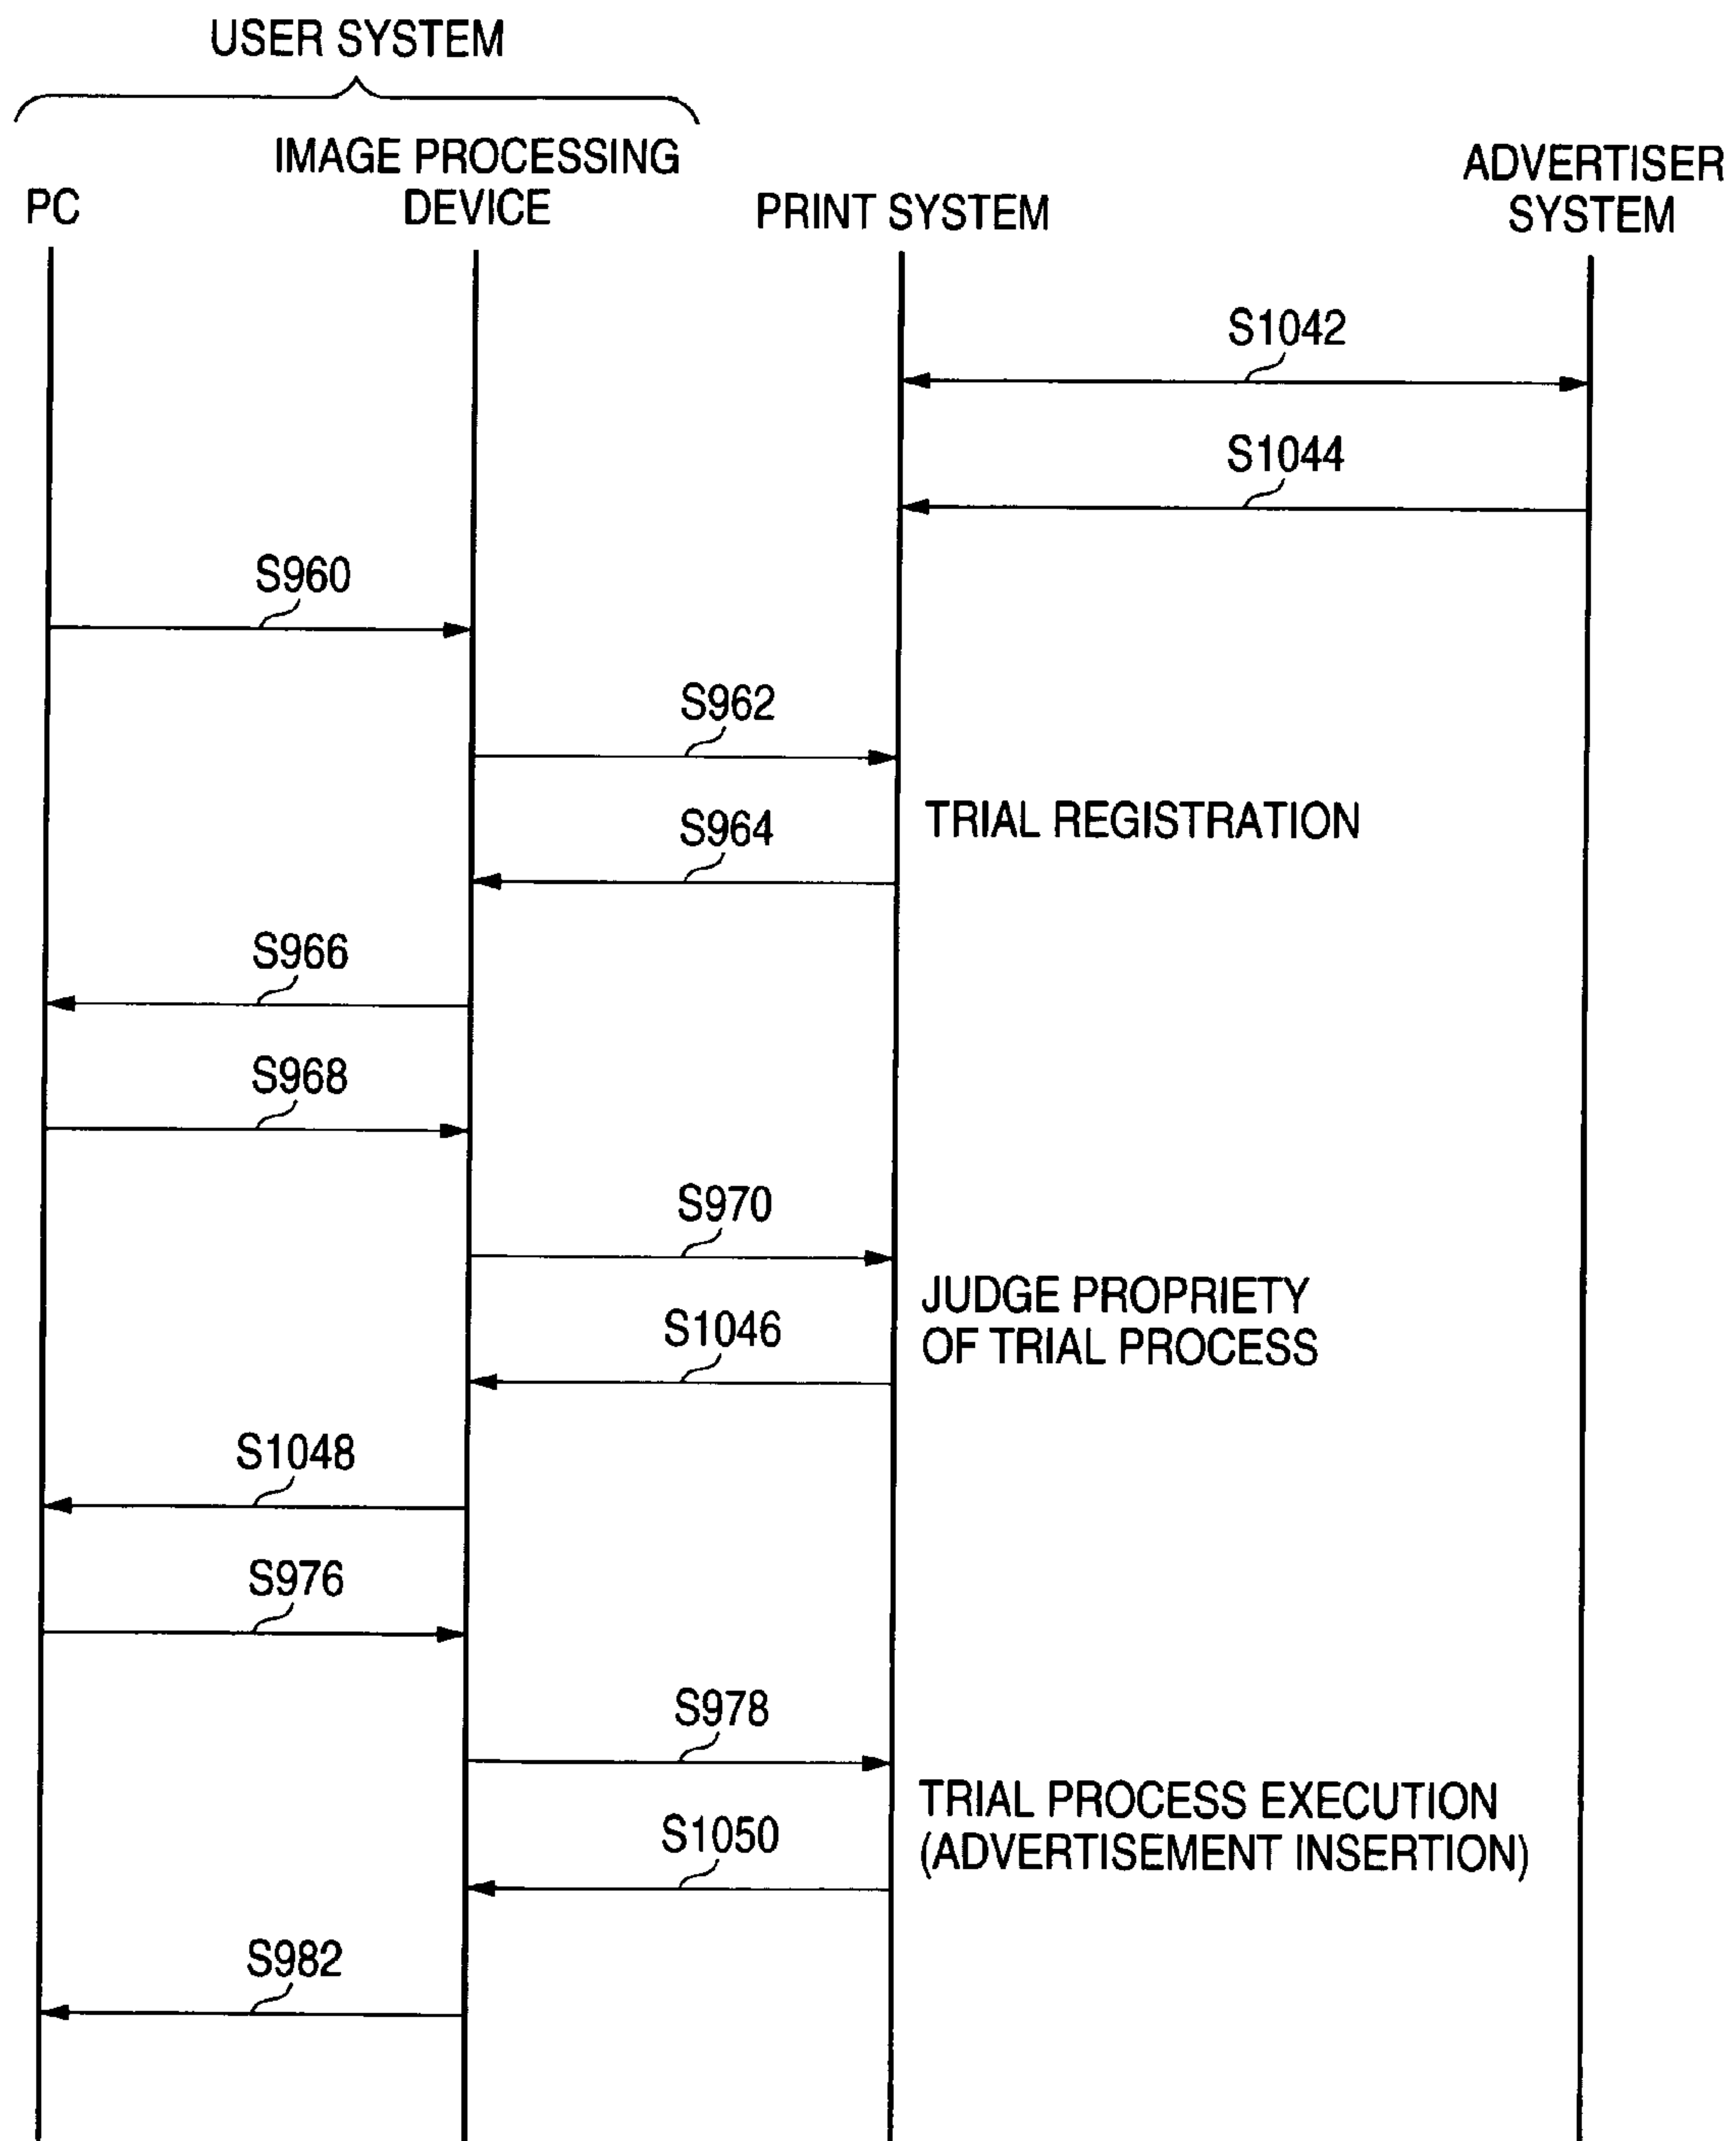 USER SYSTEM
PC
IMAGE PROCESSING
DEVICE
PRINT SYSTEM
ADVERTISER
SYSTEM
S1042
S1044
S960
S962
TRIAL REGISTRATION
S964
S966
S968
S970
JUDGE PROPRIETY
OF TRIAL PROCESS
S1046
S1048
S976
S978
TRIAL PROCESS EXECUTION
(ADVERTISEMENT INSERTION)
S1050
S982